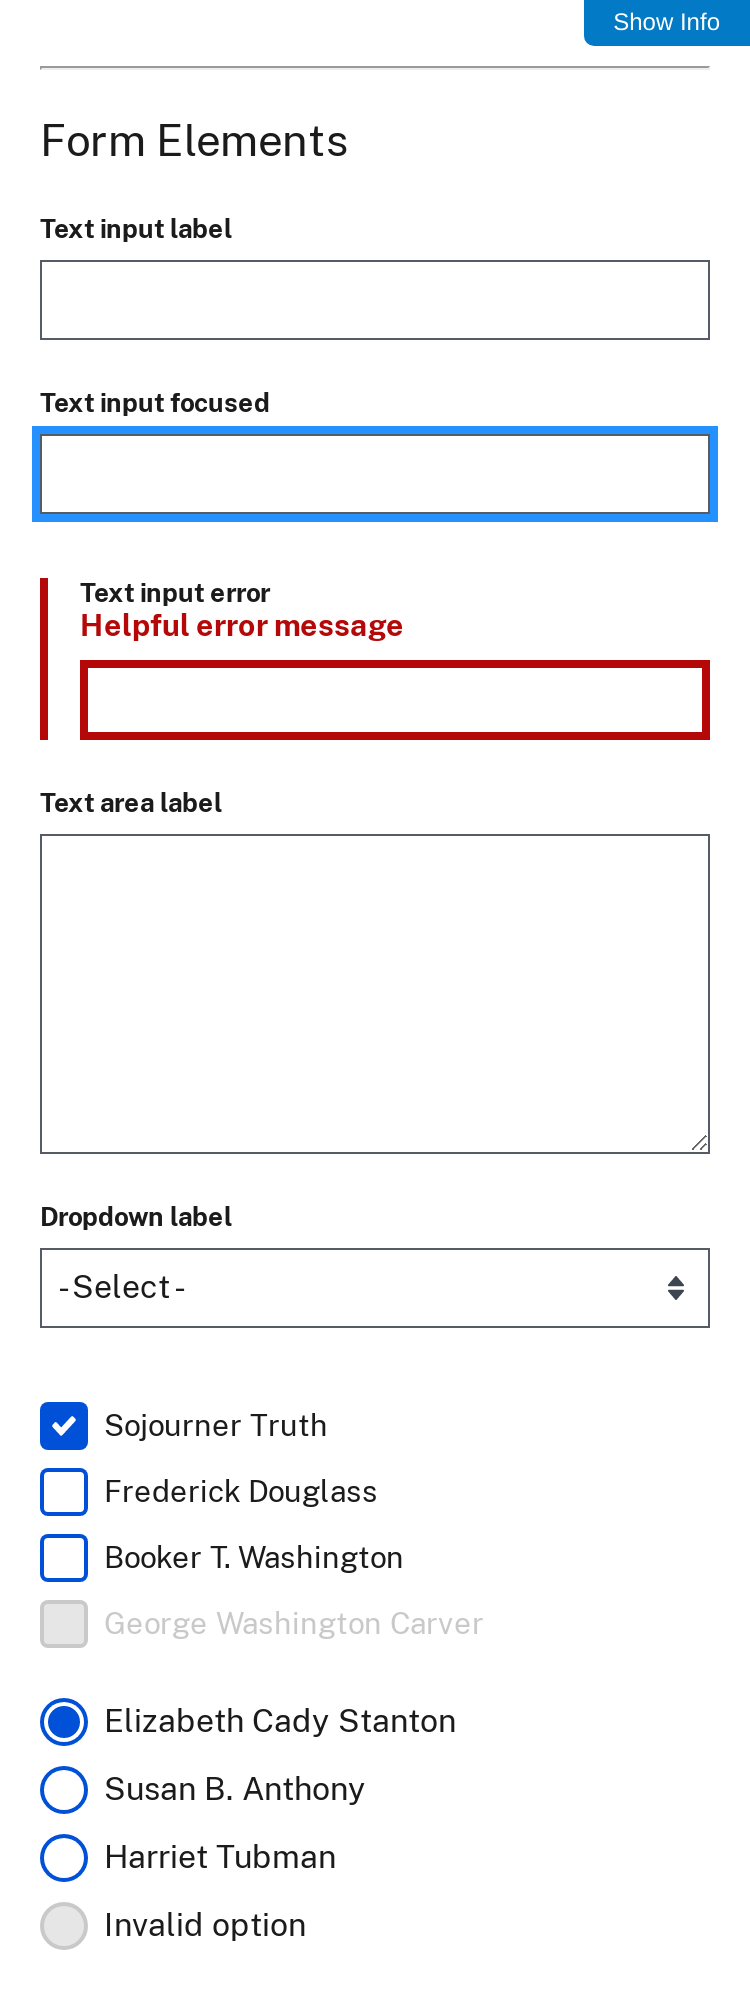 Show Info
Form Elements
Text input label
Text input focused
Text input error
Helpful error message
Text area label
Dropdown label
- Select -
Sojourner Truth
Frederick Douglass
Booker T. Washington
George Washington Carver
Elizabeth Cady Stanton
Susan B. Anthony
Harriet Tubman
Invalid option